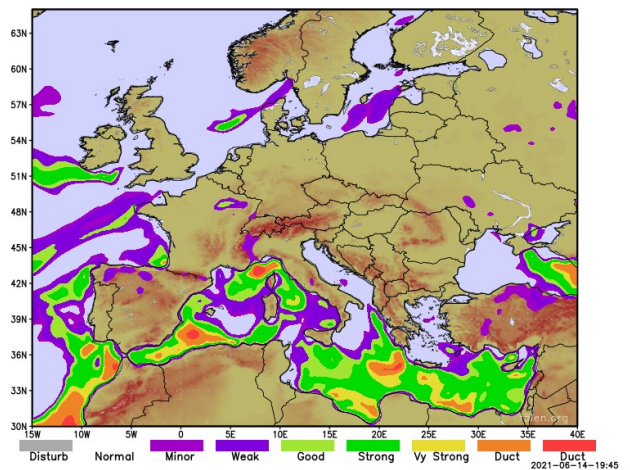 63N
60N
57N
54N
51N
48N
45N
42N
39N
36N
33N
30N
15W 10W 5W 0 5E 10E 15E 20E 25E 30E 35E 40E
Disturb Normal Minor Weak Good Strong Vy Strong Duct Duct
2021-06-14-19:45